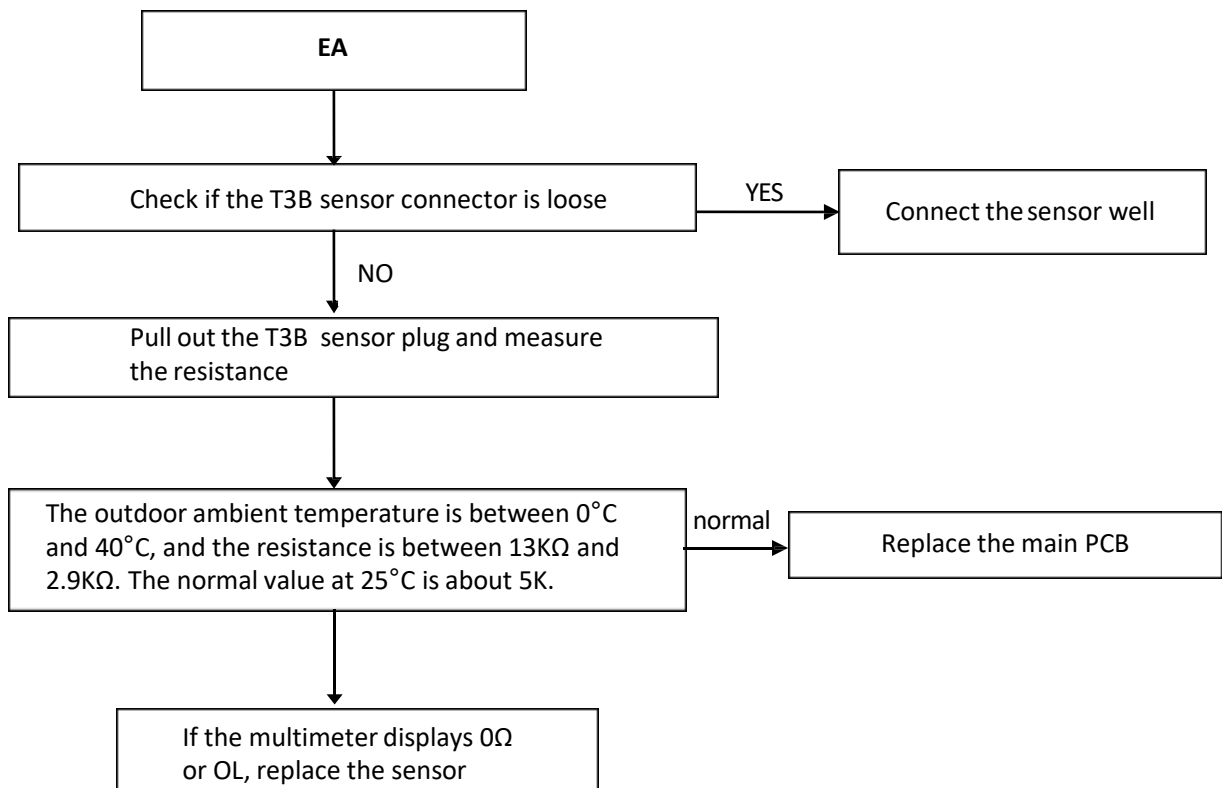 EA
Check if the T3B sensor connector is loose
YES
Connect the sensor well
NO
Pull out the T3B sensor plug and measure
the resistance
The outdoor ambient temperature is between 0°C
and 40°C, and the resistance is between 13KΩ and
2.9KΩ. The normal value at 25°C is about 5K.
normal
Replace the main PCB
If the multimeter displays 0Ω
or OL, replace the sensor